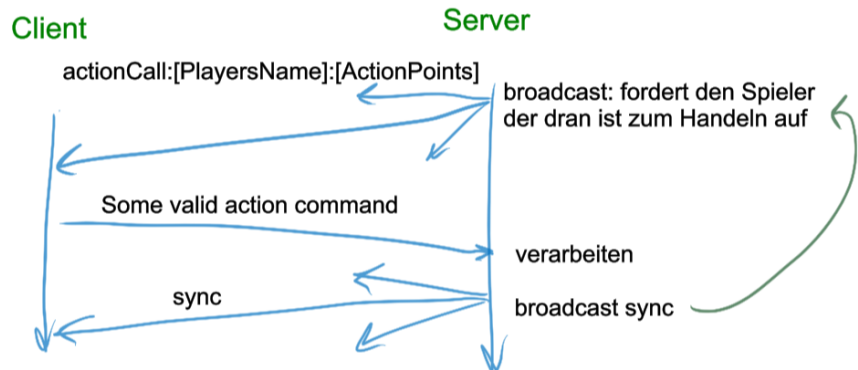 Client
Server
actionCall:[PlayersName]:[ActionPoints]
broadcast: fordert den Spieler
der dran ist zum Handeln auf
Some valid action command
verarbeiten
sync
broadcast sync